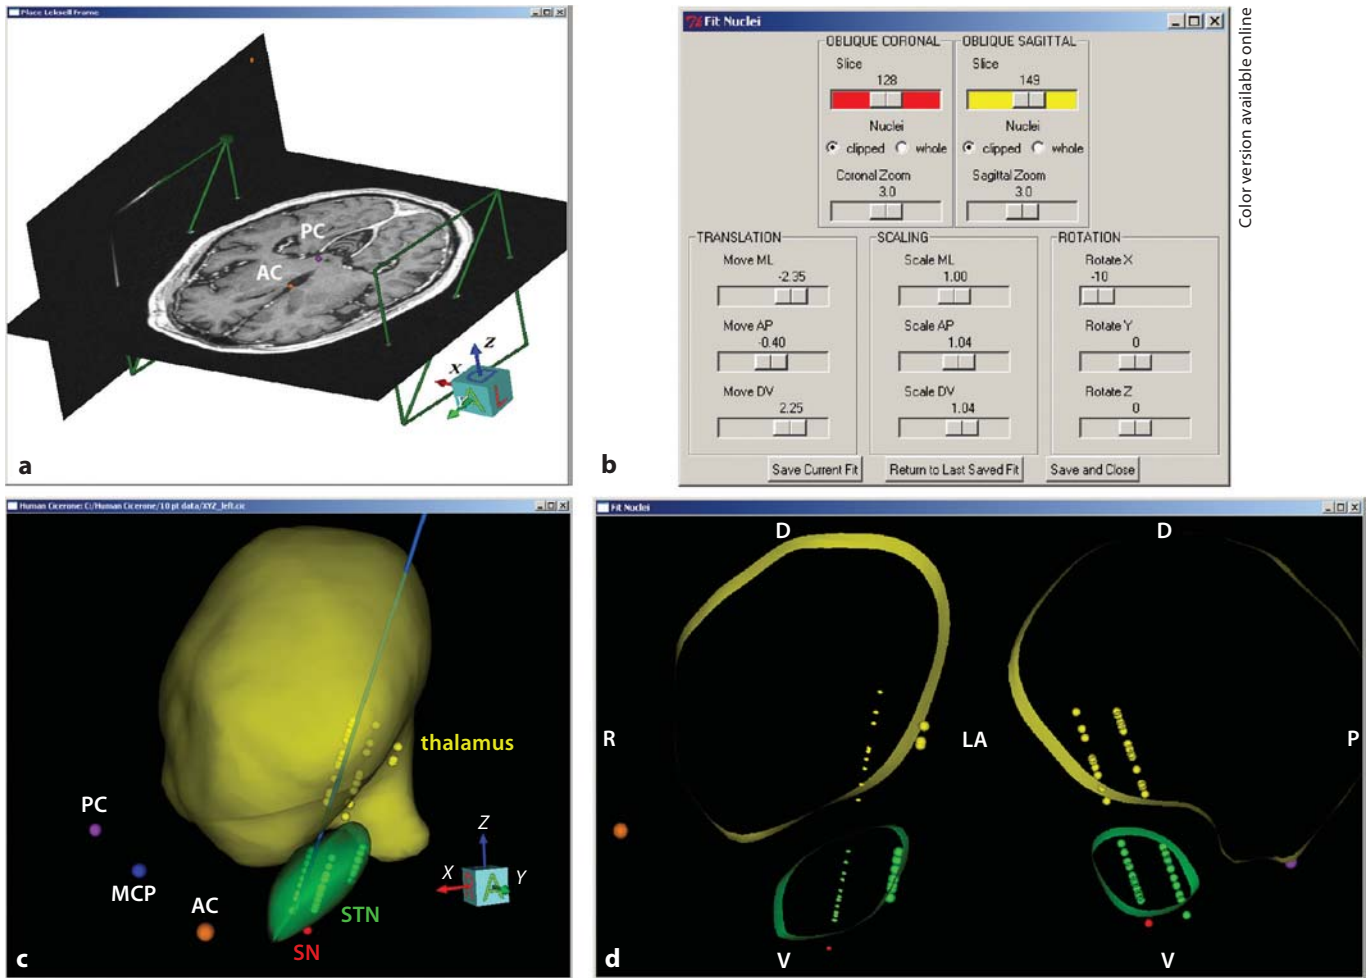 Place Leksell Frame
PC
AC
Z
X
Y
A
L
a
Color version available online
Fit Nuclei
OBLIQUE CORONAL
OBLIQUE SAGITTAL
Slice
Slice
128
149
Nuclei
Nuclei
clipped whole
clipped whole
Coronal Zoom
Sagittal Zoom
3.0
3.0
TRANSLATION
SCALING
ROTATION
Move ML
Scale ML
Rotate X
-2.35
1.00
-10
Move AP
Scale AP
Rotate Y
-0.40
1.04
0
Move DV
Scale DV
Rotate Z
2.25
1.04
0
Save Current Fit
Return to Last Saved Fit
Save and Close
b
Human Cicerone: C:/Human Cicerone/10 pt data/XYZ_left.cic
thalamus
PC
MCP
AC
Z
X
Y
A
STN
SN
c
Fit Nuclei
D
D
R
LA
P
V
V
d